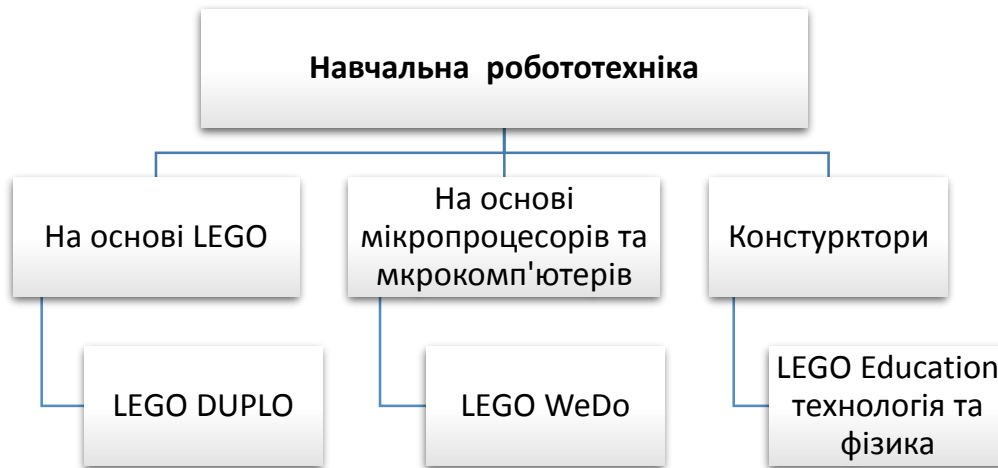 Навчальна робототехніка
На основі LEGO
На основі
мікропроцесорів та
мкрокомп'ютерів
Констурктори
LEGO DUPLO
LEGO WeDo
LEGO Education
технологія та
фізика